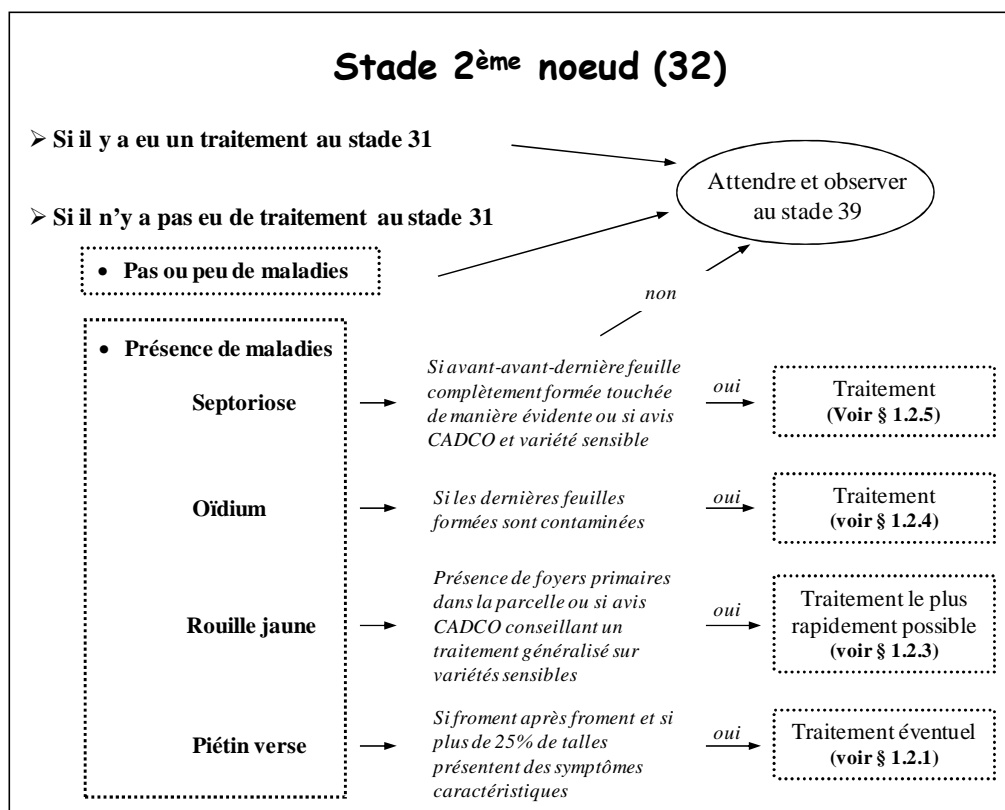 Stade 2ème noeud (32)
➢ Si il y a eu un traitement au stade 31
Attendre et observer
au stade 39
➢ Si il n’y a pas eu de traitement au stade 31
• Pas ou peu de maladies
non
• Présence de maladies
Septoriose
Si avant-avant-dernière feuille
complètement formée touchée
de manière évidente ou si avis
CADCO et variété sensible
oui
Traitement
(Voir § 1.2.5)
Oïdium
Si les dernières feuilles
formées sont contaminées
oui
Traitement
(voir § 1.2.4)
Rouille jaune
Présence de foyers primaires
dans la parcelle ou si avis
CADCO conseillant un
traitement généralisé sur
variétés sensibles
oui
Traitement le plus
rapidement possible
(voir § 1.2.3)
Piétin verse
Si froment après froment et si
plus de 25% de talles
présentent des symptômes
caractéristiques
oui
Traitement éventuel
(voir § 1.2.1)